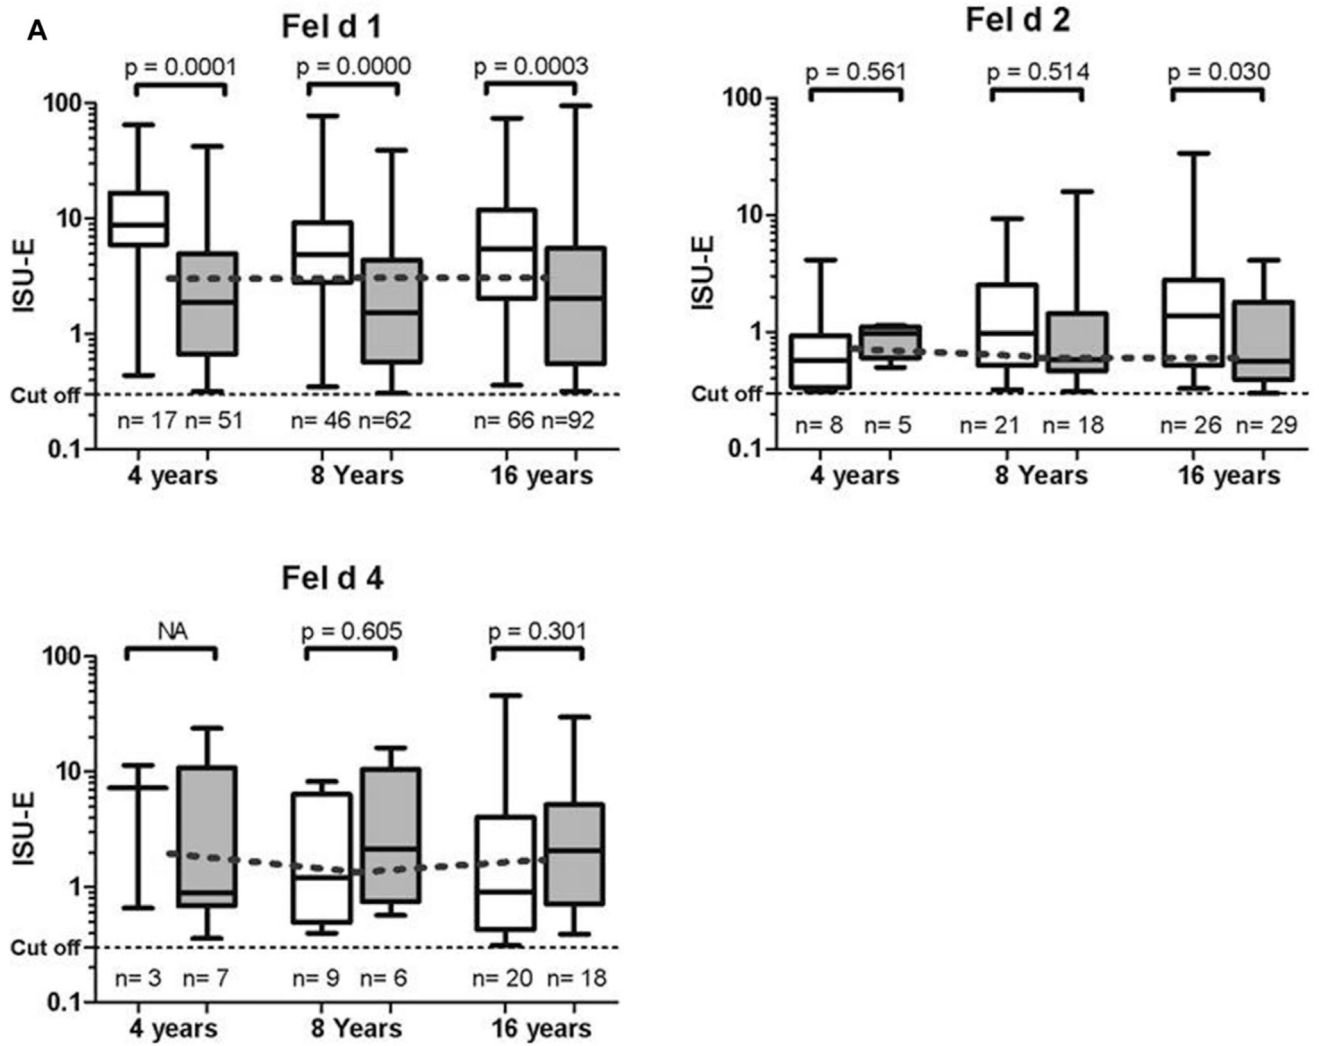 A
Fel d 1
p = 0.0001 p = 0.0000 p = 0.0003
100
10
1
Cut off
0.1
ISU-E
n= 17 n= 51 n= 46 n=62 n= 66 n=92
4 years 8 Years 16 years
Fel d 2
p = 0.561 p = 0.514 p = 0.030
100
10
1
Cut off
0.1
ISU-E
n= 8 n= 5 n= 21 n= 18 n= 26 n= 29
4 years 8 Years 16 years
Fel d 4
NA p = 0.605 p = 0.301
100
10
1
Cut off
0.1
ISU-E
n= 3 n= 7 n= 9 n= 6 n= 20 n= 18
4 years 8 Years 16 years